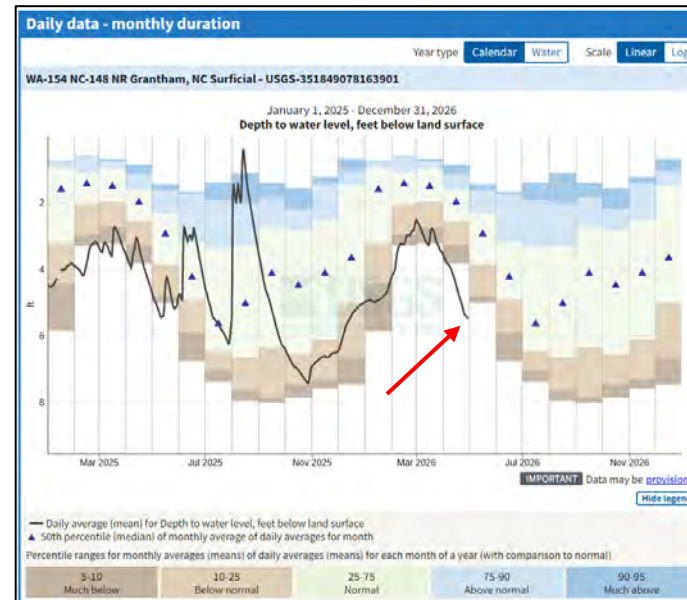 Daily data - monthly duration
Year type Calendar Water Scale Linear Log
WA-154 NC-148 NR Grantham, NC Surficial - USGS-351849078163901
January 1, 2025 - December 31, 2026
Depth to water level, feet below land surface
2
4
ft
6
8
USGS
Mar 2025 Jul 2025 Nov 2025 Mar 2026 Jul 2026 Nov 2026
IMPORTANT Data may be provision
Hide legen
Daily average (mean) for Depth to water level, feet below land surface
50th percentile (median) of monthly average of daily averages for month
Percentile ranges for monthly averages (means) of daily averages (means) for each month of a year (with comparison to normal)
5-10 10-25 25-75 75-90 90-95
Much below Below normal Normal Above normal Much above